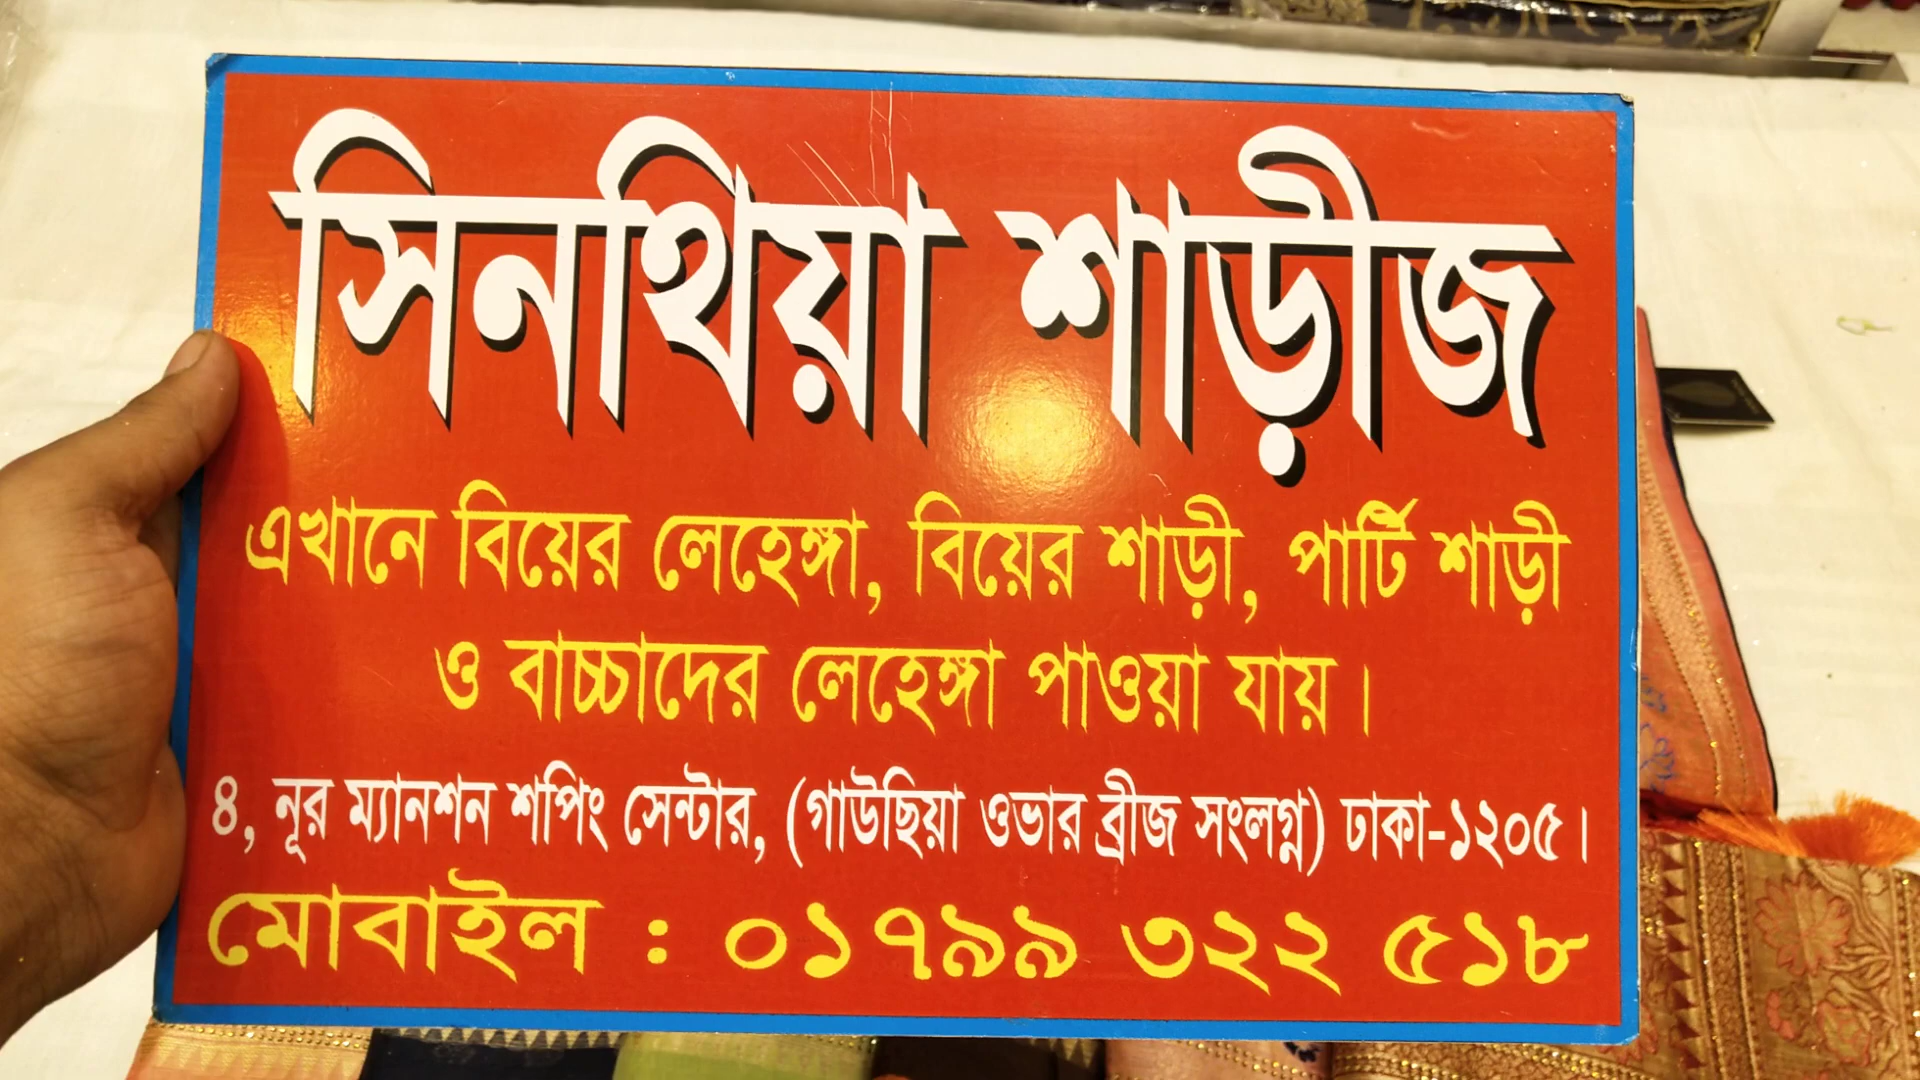 সিনথিয়া শাড়ীজ
এখানে বিয়ের লেহেঙ্গা, বিয়ের শাড়ী, পার্টি শাড়ী
ও বাচ্চাদের লেহেঙ্গা পাওয়া যায়।
৪, নূর ম্যানশন শপিং সেন্টার, (গাউছিয়া ওভার ব্রীজ সংলগ্ন) ঢাকা-১২০৫।
মোবাইল : ০১৭৯৯ ৩২২ ৫১৮